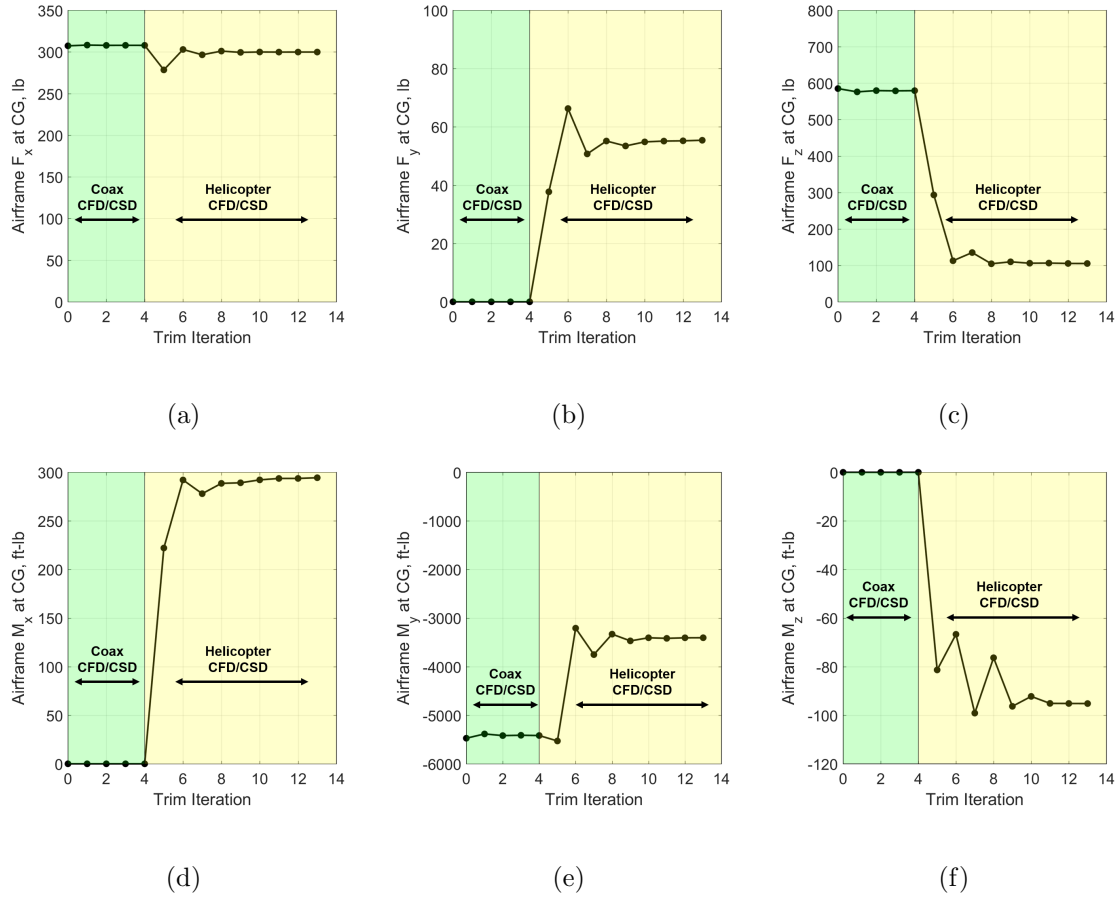 350
300
250
200
150
100
50
0
Airframe F_x at CG, lb
Coax
CFD/CSD
Helicopter
CFD/CSD
0 2 4 6 8 10 12 14
Trim Iteration
(a)
100
80
60
40
20
0
Airframe F_y at CG, lb
Coax
CFD/CSD
Helicopter
CFD/CSD
0 2 4 6 8 10 12 14
Trim Iteration
(b)
800
700
600
500
400
300
200
100
0
Airframe F_z at CG, lb
Coax
CFD/CSD
Helicopter
CFD/CSD
0 2 4 6 8 10 12 14
Trim Iteration
(c)
300
250
200
150
100
50
0
Airframe M_x at CG, ft-lb
Coax
CFD/CSD
Helicopter
CFD/CSD
0 2 4 6 8 10 12 14
Trim Iteration
(d)
0
-1000
-2000
-3000
-4000
-5000
-6000
Airframe M_y at CG, ft-lb
Coax
CFD/CSD
Helicopter
CFD/CSD
0 2 4 6 8 10 12 14
Trim Iteration
(e)
0
-20
-40
-60
-80
-100
-120
Airframe M_z at CG, ft-lb
Coax
CFD/CSD
Helicopter
CFD/CSD
0 2 4 6 8 10 12 14
Trim Iteration
(f)